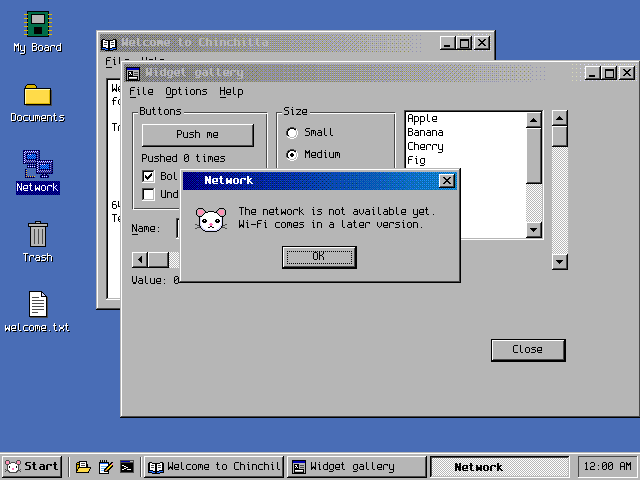 My Board
Documents
Network
Trash
welcome.txt
Welcome to Chinchilla
Widget gallery
File Options Help
Buttons
Push me
Pushed 0 times
Size
Small
Medium
Apple
Banana
Cherry
Fig
Name:
Value: 0
Close
Network
The network is not available yet.
Wi-Fi comes in a later version.
OK
Start
Welcome to Chinchil
Widget gallery
Network
12:00 AM